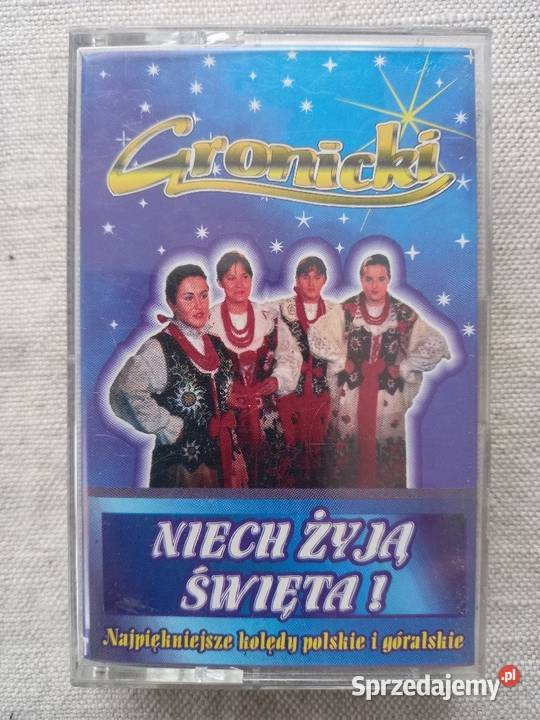 Gronicki
NIECH ŻYJĄ
ŚWIĘTA !
Najpiękniejsze kolędy polskie i góralskie
Sprzedajemy.pl